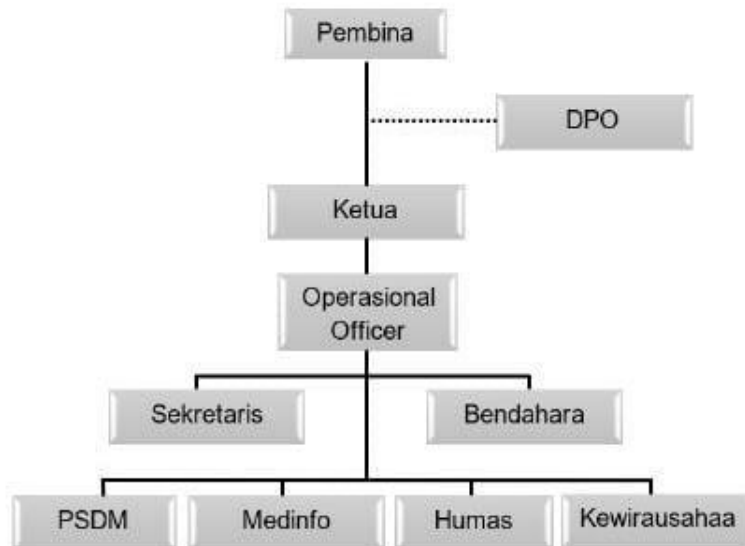 Pembina
DPO
Ketua
Operasional
Officer
Sekretaris
Bendahara
PSDM
Medinfo
Humas
Kewirausahaa